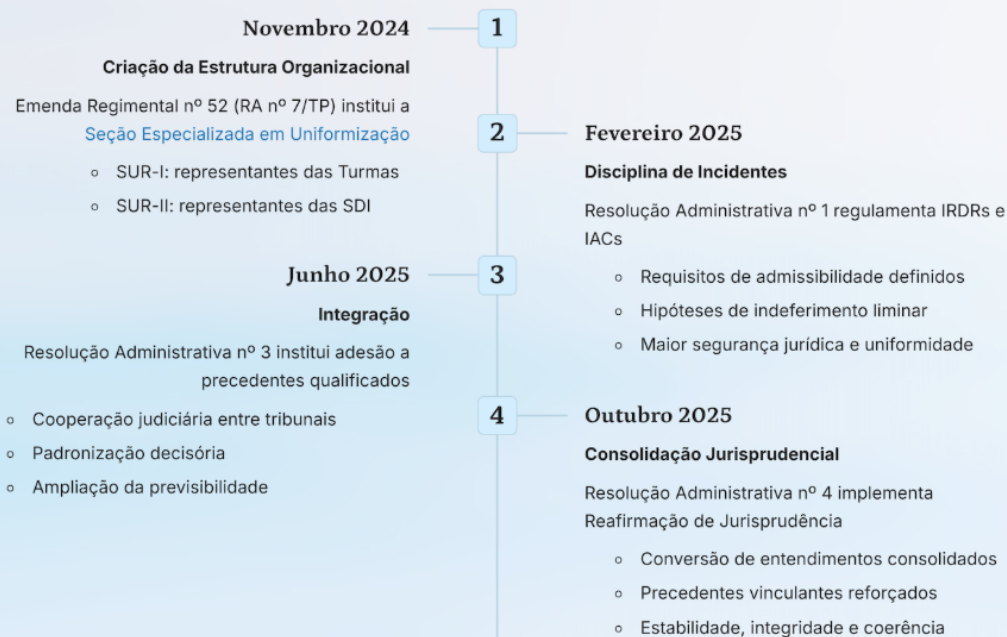 1
Novembro 2024
Criação da Estrutura Organizacional
Emenda Regimental nº 52 (RA nº 7/TP) institui a
Seção Especializada em Uniformização
SUR-I: representantes das Turmas
SUR-II: representantes das SDI
2
Fevereiro 2025
Disciplina de Incidentes
Resolução Administrativa nº 1 regulamenta IRDRs e
IACs
Requisitos de admissibilidade definidos
Hipóteses de indeferimento liminar
Maior segurança jurídica e uniformidade
3
Junho 2025
Integração
Resolução Administrativa nº 3 institui adesão a
precedentes qualificados
Cooperação judiciária entre tribunais
Padronização decisória
Ampliação da previsibilidade
4
Outubro 2025
Consolidação Jurisprudencial
Resolução Administrativa nº 4 implementa
Reafirmação de Jurisprudência
Conversão de entendimentos consolidados
Precedentes vinculantes reforçados
Estabilidade, integridade e coerência